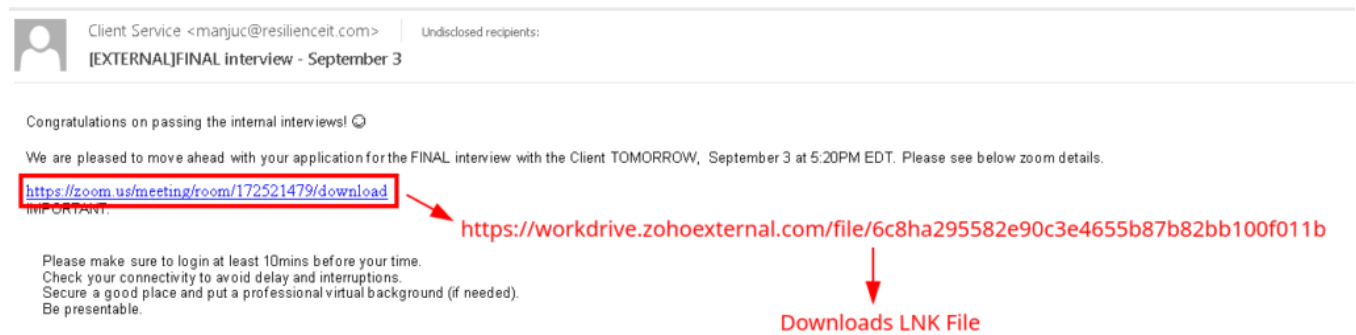 Client Service <manjuc@resilienceit.com> Undisclosed recipients:
[EXTERNAL]FINAL interview - September 3
Congratulations on passing the internal interviews! ☺
We are pleased to move ahead with your application for the FINAL interview with the Client TOMORROW, September 3 at 5:20PM EDT. Please see below zoom details.
https://zoom.us/meeting/room/172521479/download
IMPORTANT:
https://workdrive.zohoexternal.com/file/6c8ha295582e90c3e4655b87b82bb100f011b
Please make sure to login at least 10mins before your time.
Check your connectivity to avoid delay and interruptions.
Secure a good place and put a professional virtual background (if needed).
Be presentable.
Downloads LNK File